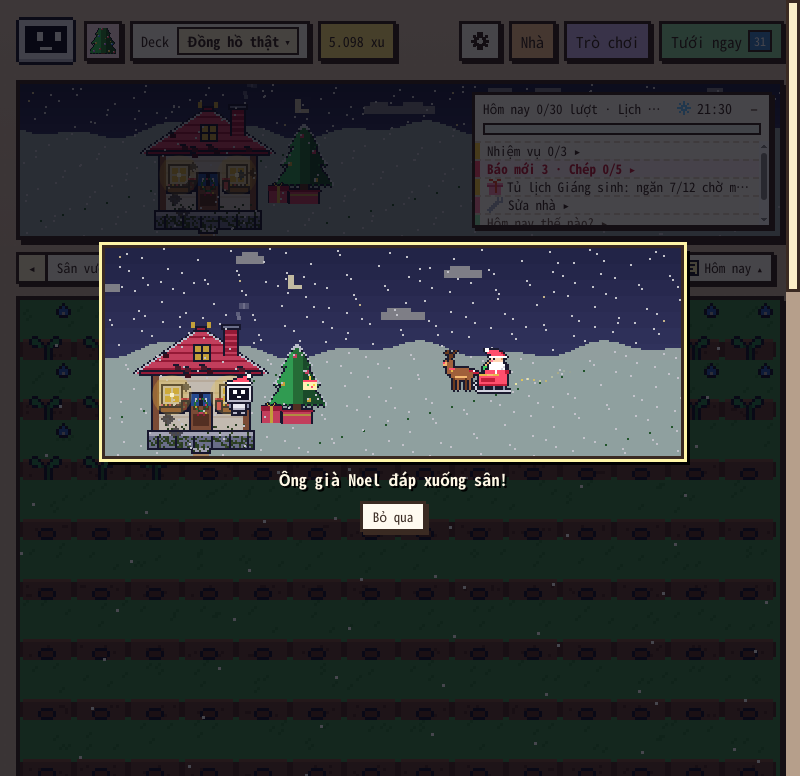 Deck Đồng hồ thật ▾
5.098 xu
Nhà
Trò chơi
Tưới ngay 31
Hôm nay 0/30 lượt · Lịch ⋯
21:30 –
Nhiệm vụ 0/3 ▸
Báo mới 3 · Chép 0/5 ▸
Tủ lịch Giáng sinh: ngăn 7/12 chờ m⋯
Sửa nhà ▸
Hôm nay thế nào? ▸
◂ Sân vư
Hôm nay ▴
Ông già Noel đáp xuống sân!
Bỏ qua